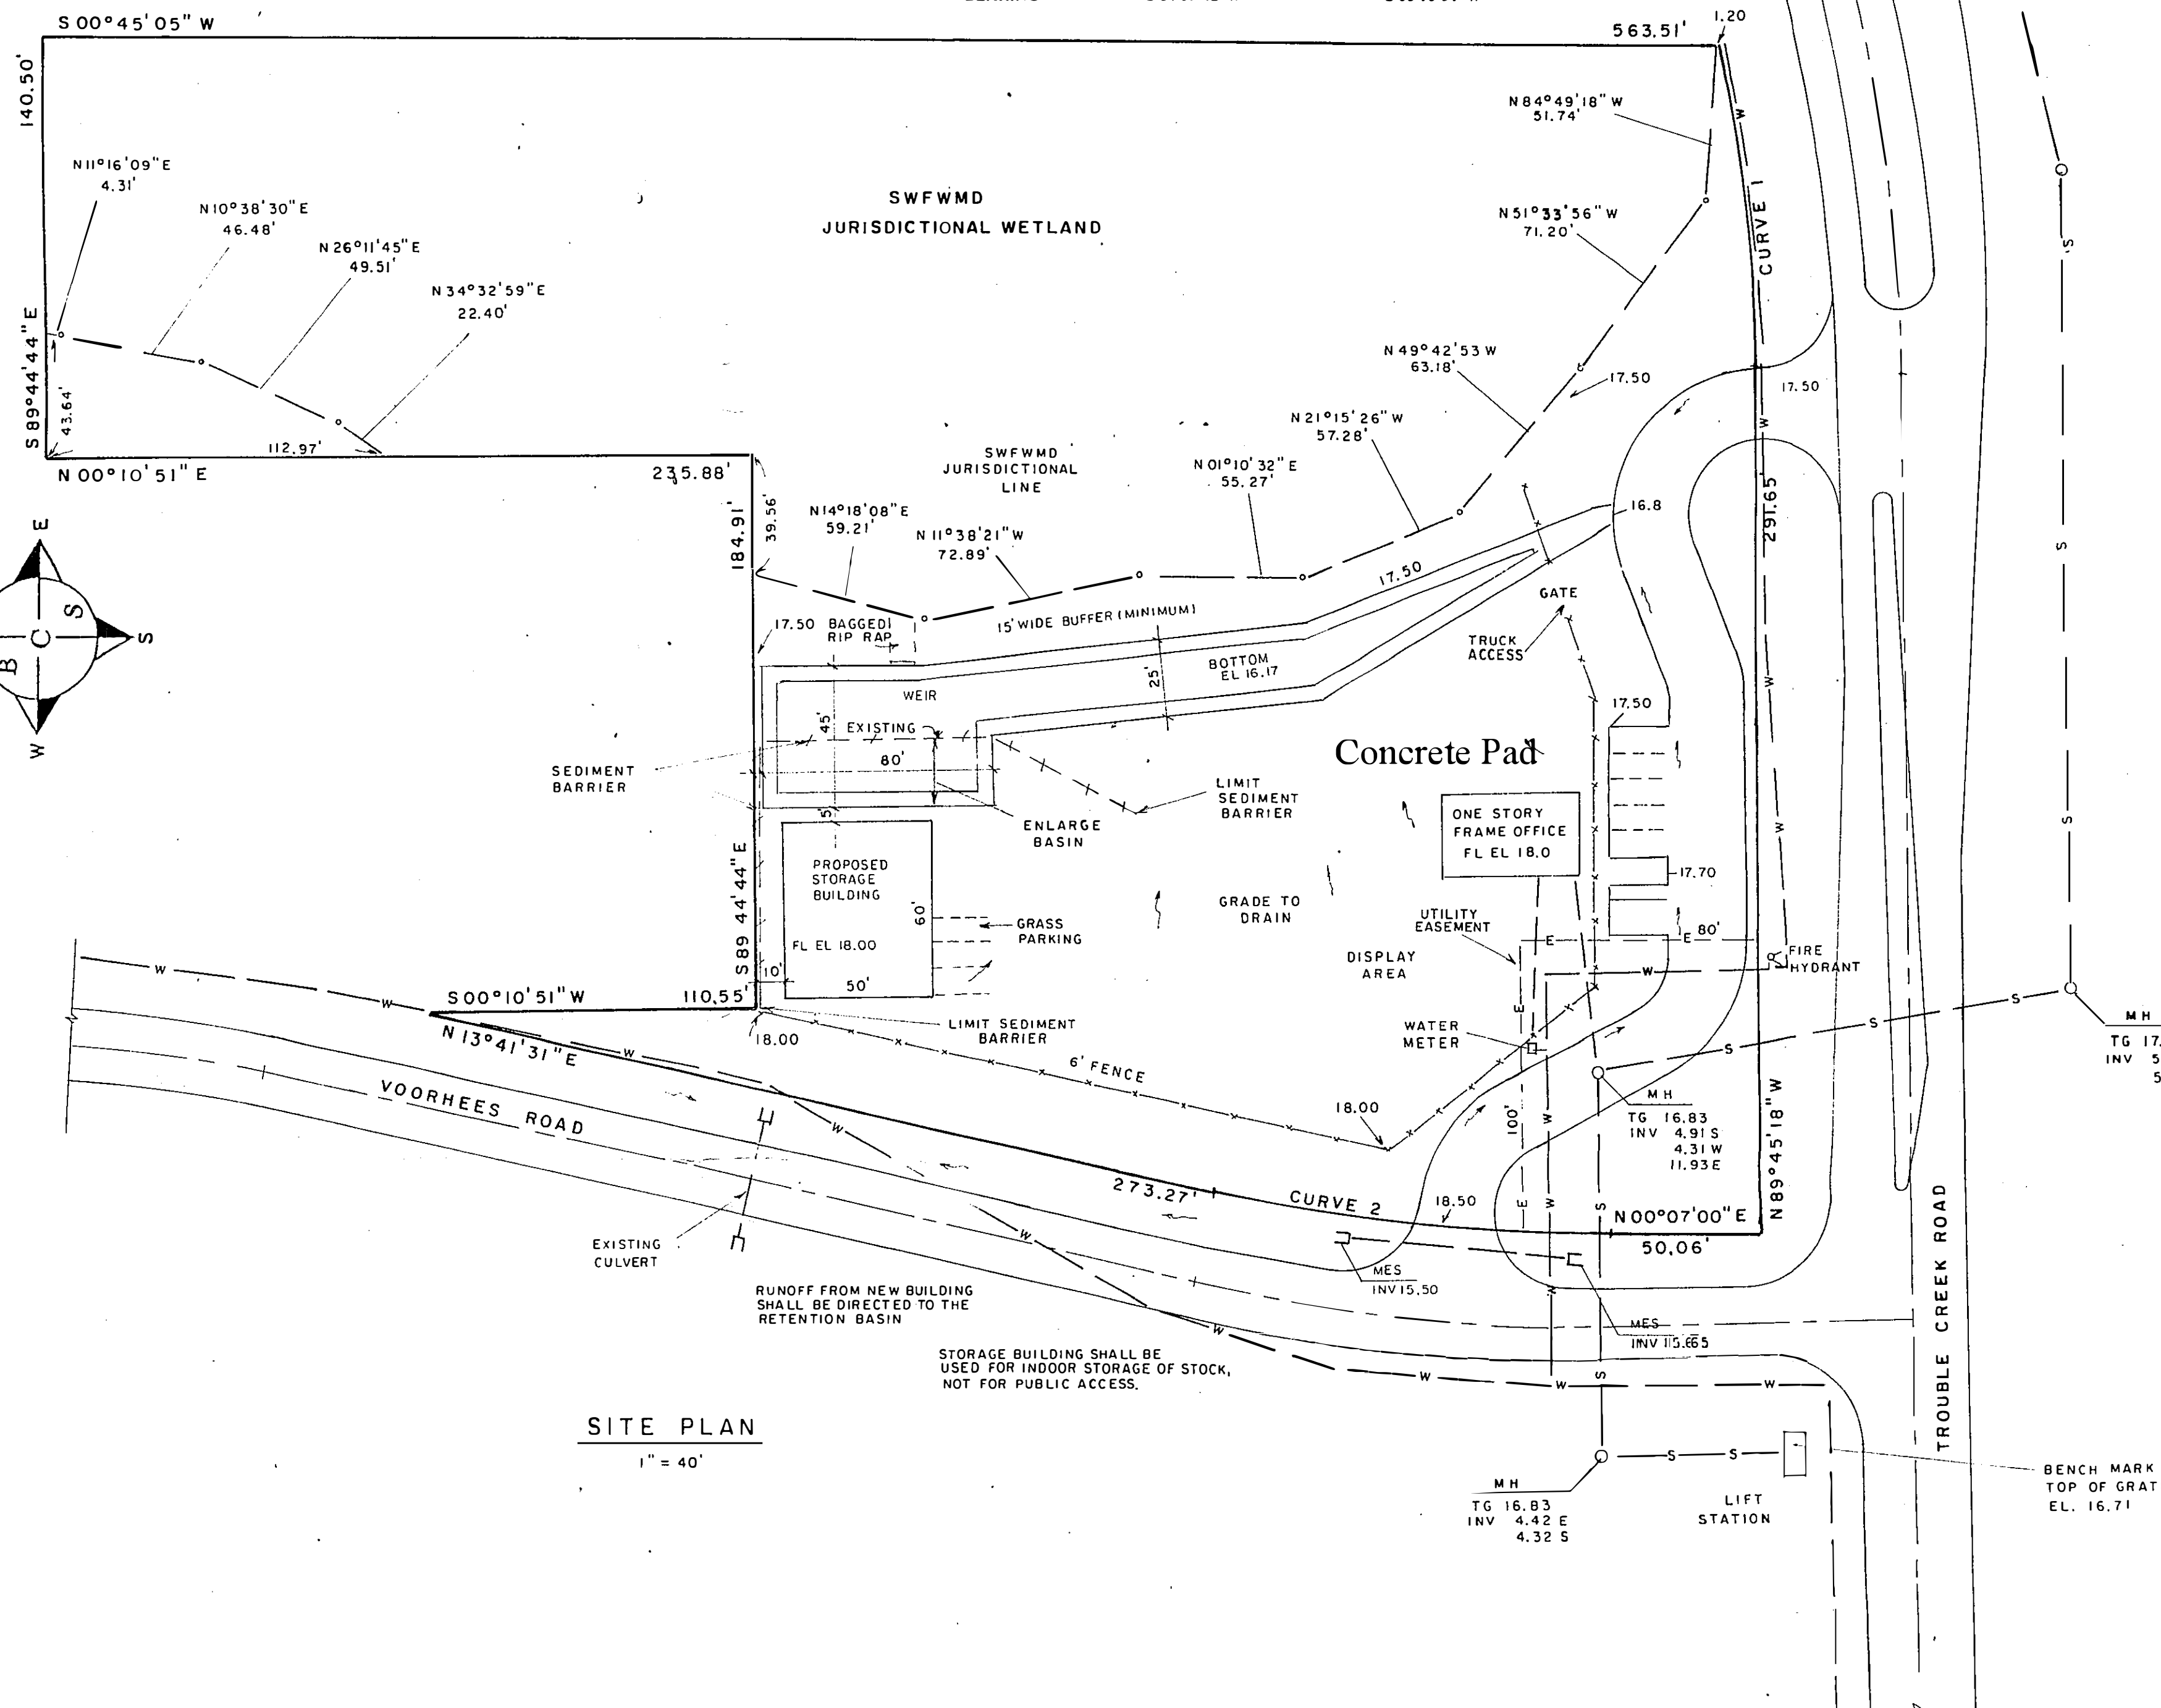 S 00°45'05" W
563.51'
1.20
140.50'
N 84°49'18" W
51.74'
N 11°16'09" E
4.31'
N 10°38'30" E
46.48'
SWFWMD
JURISDICTIONAL WETLAND
N 51°33'56" W
71.20'
CURVE 1
N 26°11'45" E
49.51'
N 34°32'59" E
22.40'
S 89°44'44" E
43.64'
112.97'
N 49°42'53 W
63.18'
17.50
17.50
N 00°10'51" E
235.88'
SWFWMD
JURISDICTIONAL
LINE
N 21°15'26" W
57.28'
N 01°10'32" E
55.27'
184.91'
39.56'
N 14°18'08" E
59.21'
N 11°38'21" W
72.89'
16.8
291.65'
E
S
W
C
B
S
17.50
GATE
17.50
BAGGED
RIP RAP
15' WIDE BUFFER (MINIMUM)
TRUCK
ACCESS
BOTTOM
EL 16.17
25'
WEIR
45'
EXISTING
80'
17.50
Concrete Pad
SEDIMENT
BARRIER
LIMIT
SEDIMENT
BARRIER
5'
ENLARGE
BASIN
ONE STORY
FRAME OFFICE
FL EL 18.0
17.70
S 89 44'44" E
PROPOSED
STORAGE
BUILDING
60'
FL EL 18.00
10'
50'
GRASS
PARKING
GRADE TO
DRAIN
UTILITY
EASEMENT
E
E
80'
DISPLAY
AREA
FIRE
HYDRANT
W
W
W
S 00°10'51" W
110.55'
LIMIT SEDIMENT
BARRIER
18.00
N 13°41'31" E
W
E
WATER
METER
S
S
S
MH
TG 17.
INV 5
5
6' FENCE
VOORHEES ROAD
W
18.00
100'
W
MH
TG 16.83
INV 4.91 S
4.31 W
11.93 E
N 89°45'18" W
273.27'
CURVE 2
18.50
E
W
S
N 00°07'00" E
50.06'
EXISTING
CULVERT
W
MES
INV 15.50
RUNOFF FROM NEW BUILDING
SHALL BE DIRECTED TO THE
RETENTION BASIN
MES
TROUBLE CREEK ROAD
STORAGE BUILDING SHALL BE
USED FOR INDOOR STORAGE OF STOCK,
NOT FOR PUBLIC ACCESS.
W
W
W
W
S
SITE PLAN
1" = 40'
S
S
MH
TG 16.83
INV 4.42 E
4.32 S
LIFT
STATION
BENCH MARK
TOP OF GRAT
EL. 16.71